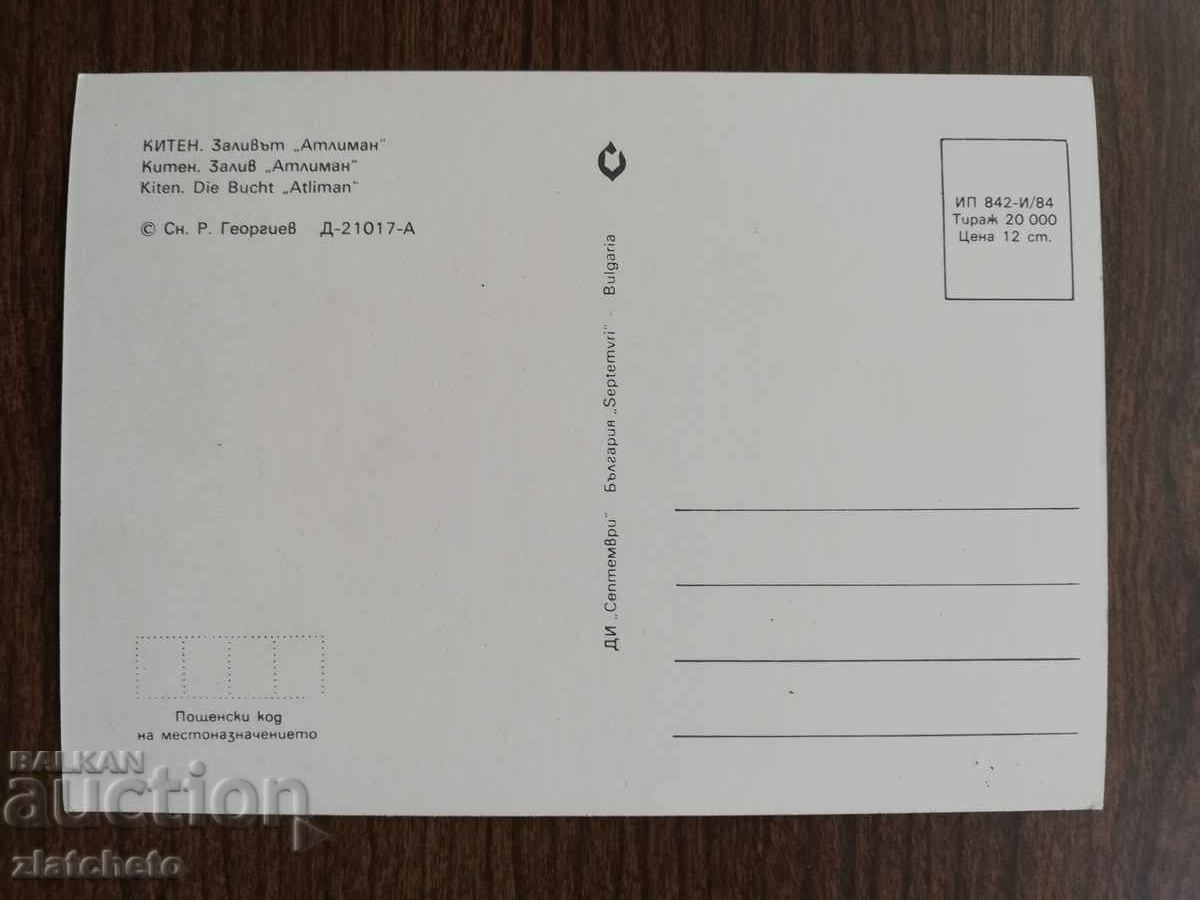 КИТЕН. Заливът „Атлиман“
Китен. Залив „Атлиман“
Kiten. Die Bucht „Atliman“
© Сн. Р. Георгиев Д-21017-А
ИП 842-И/84
Тираж 20 000
Цена 12 ст.
ДИ „Септември“ България „Septemvri“ - Bulgaria
Пощенски код
на местоназначението
BALKAN
auction
zlatcheto